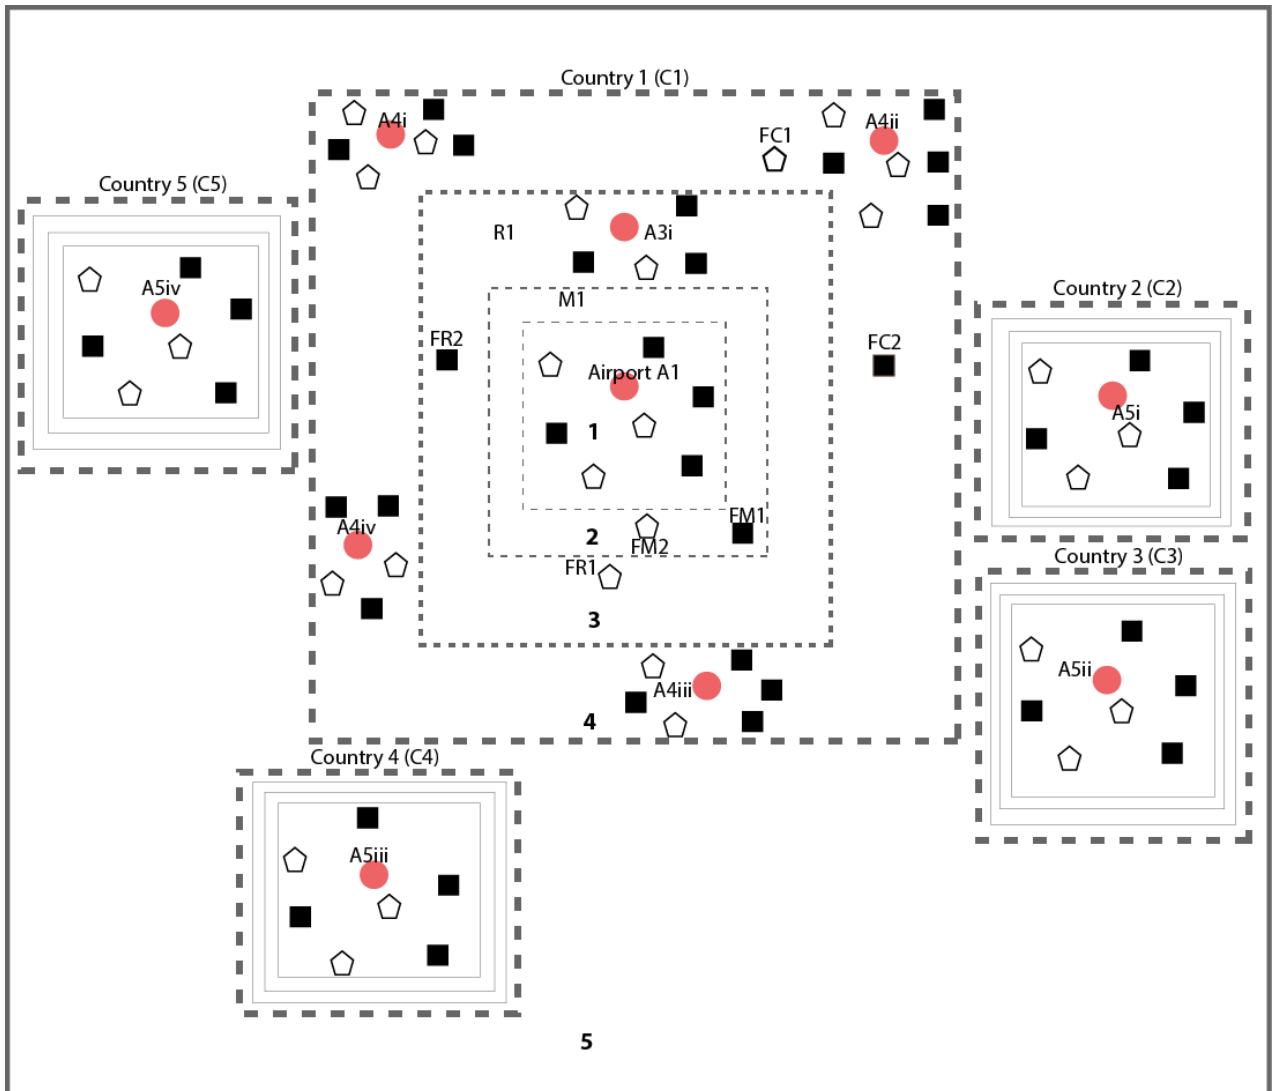 Country 1 (C1)
A4i
A4ii
FC1
Country 5 (C5)
R1
A3i
A5iv
M1
Country 2 (C2)
FR2
FC2
Airport A1
A5i
1
FM1
A4iv
2
FM2
Country 3 (C3)
FR1
3
A5ii
A4iii
4
Country 4 (C4)
A5iii
5